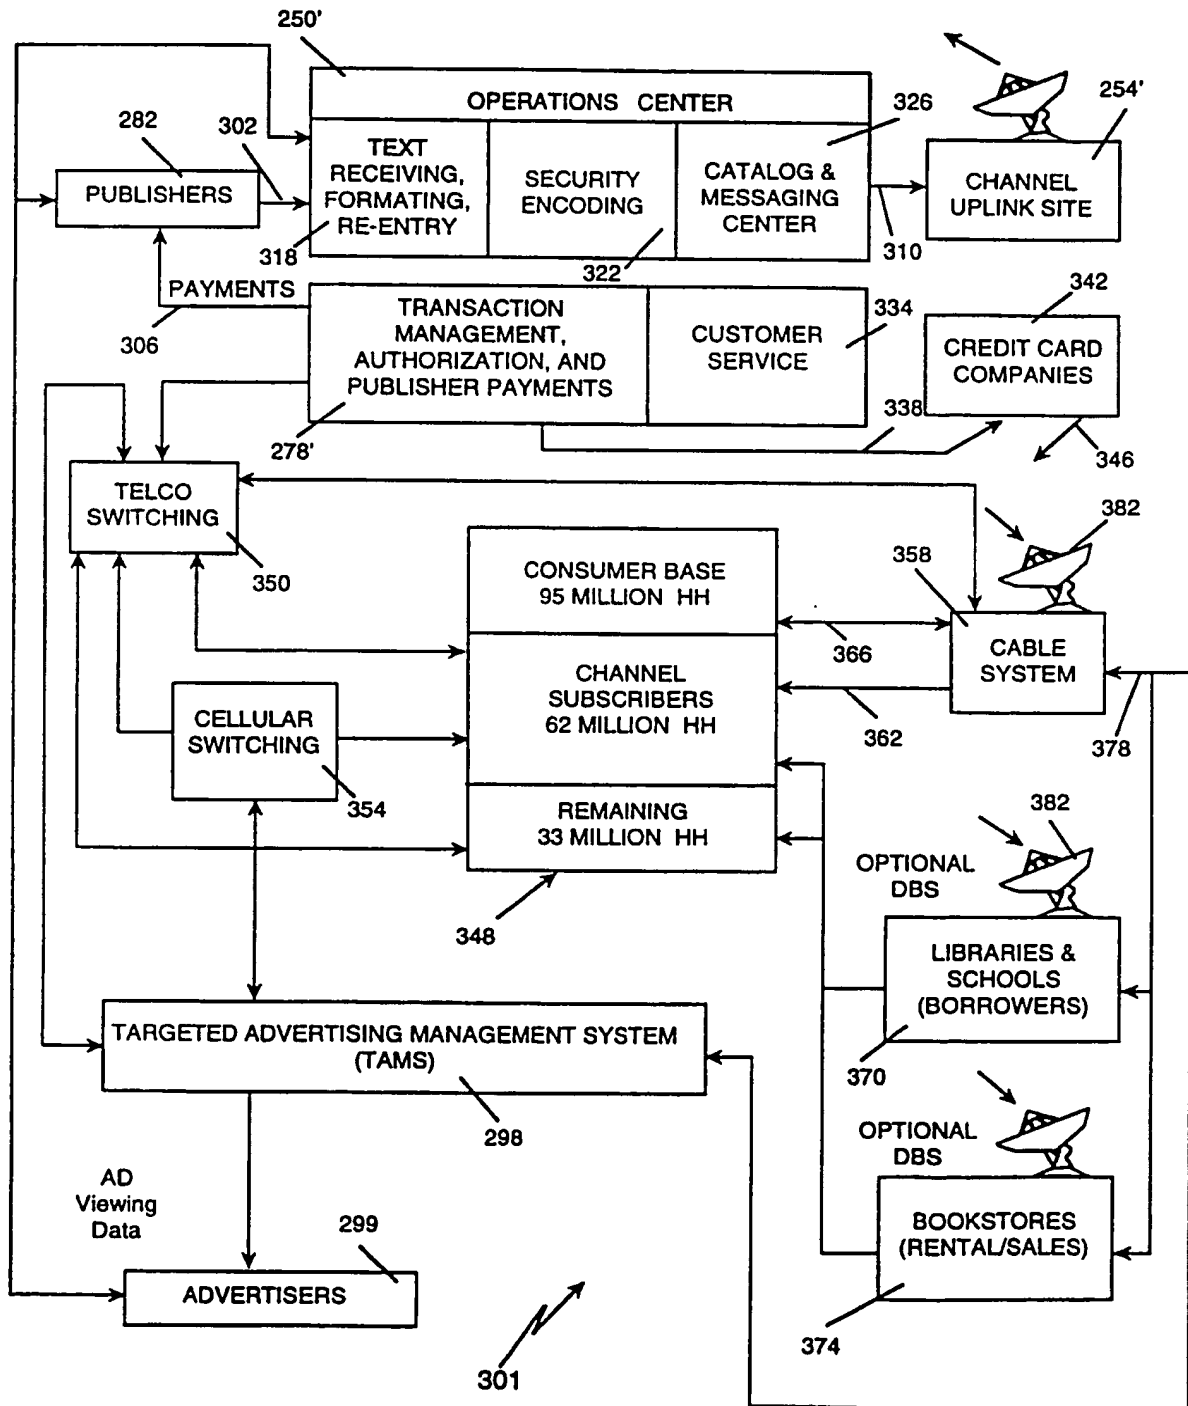 250'
OPERATIONS CENTER
326
254'
282
302
TEXT
RECEIVING,
FORMATING,
RE-ENTRY
SECURITY
ENCODING
CATALOG &
MESSAGING
CENTER
CHANNEL
UPLINK SITE
PUBLISHERS
318
322
310
PAYMENTS
306
TRANSACTION
MANAGEMENT,
AUTHORIZATION, AND
PUBLISHER PAYMENTS
CUSTOMER
SERVICE
334
342
CREDIT CARD
COMPANIES
278'
338
346
TELCO
SWITCHING
350
382
358
CONSUMER BASE
95 MILLION HH
366
CABLE
SYSTEM
CHANNEL
SUBSCRIBERS
62 MILLION HH
362
378
CELLULAR
SWITCHING
354
REMAINING
33 MILLION HH
348
382
OPTIONAL
DBS
LIBRARIES &
SCHOOLS
(BORROWERS)
370
TARGETED ADVERTISING MANAGEMENT SYSTEM
(TAMS)
298
OPTIONAL
DBS
BOOKSTORES
(RENTAL/SALES)
374
AD
Viewing
Data
299
ADVERTISERS
301